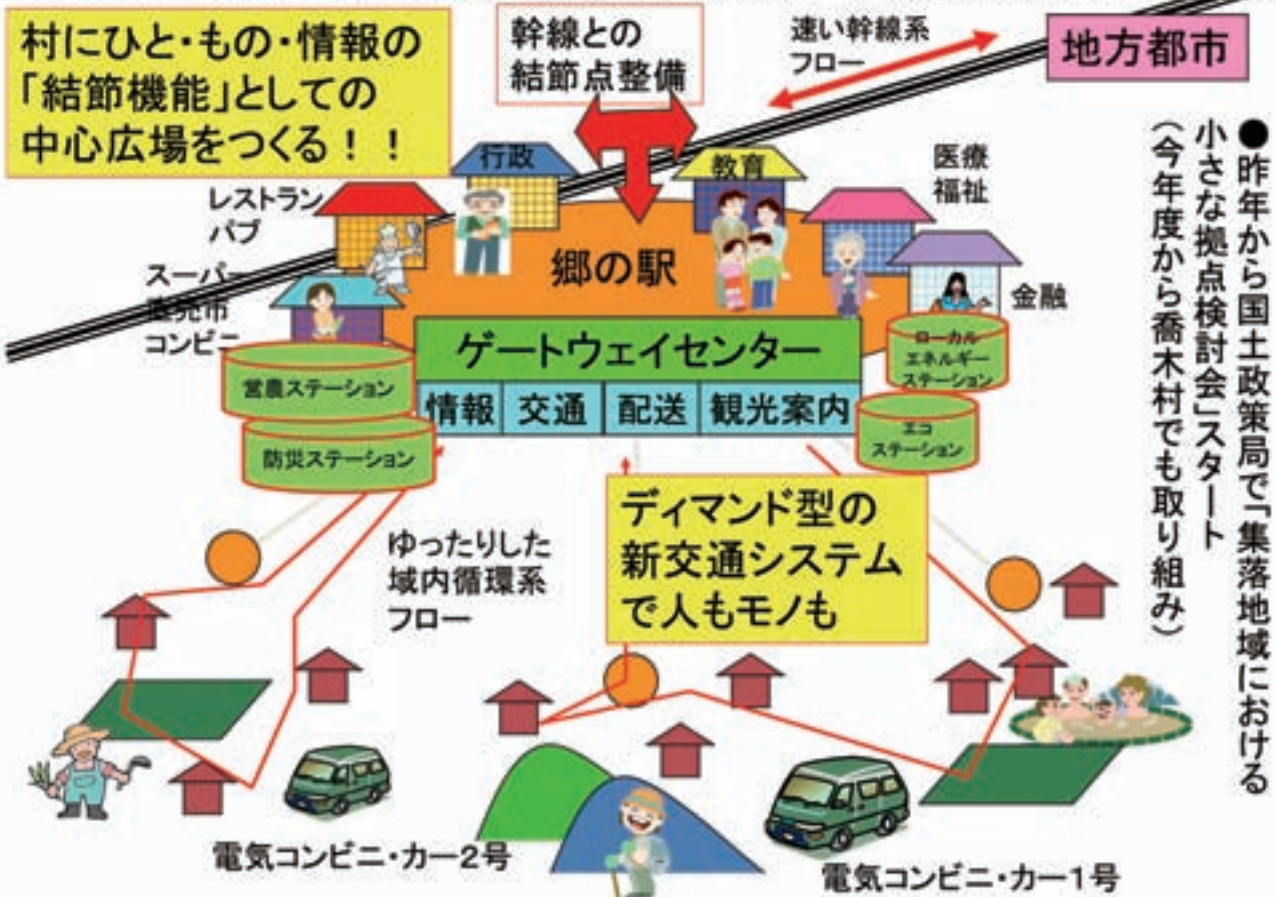 村にひと・もの・情報の
「結節機能」としての
中心広場をつくる！！
幹線との
結節点整備
速い幹線系
フロー
地方都市
●昨年から国土政策局で「集落地域における
小さな拠点検討会」スタート
（今年度から喬木村でも取り組み）
行政
教育
医療
福祉
レストラン
パブ
郷の駅
スーパー
直売市
コンビニ
金融
ゲートウェイセンター
情報
交通
配送
観光案内
営農ステーション
防災ステーション
ローカル
エネルギー
ステーション
エコ
ステーション
ゆったりした
域内循環系
フロー
ディマンド型の
新交通システム
で人もモノも
電気コンビニ・カー2号
電気コンビニ・カー1号